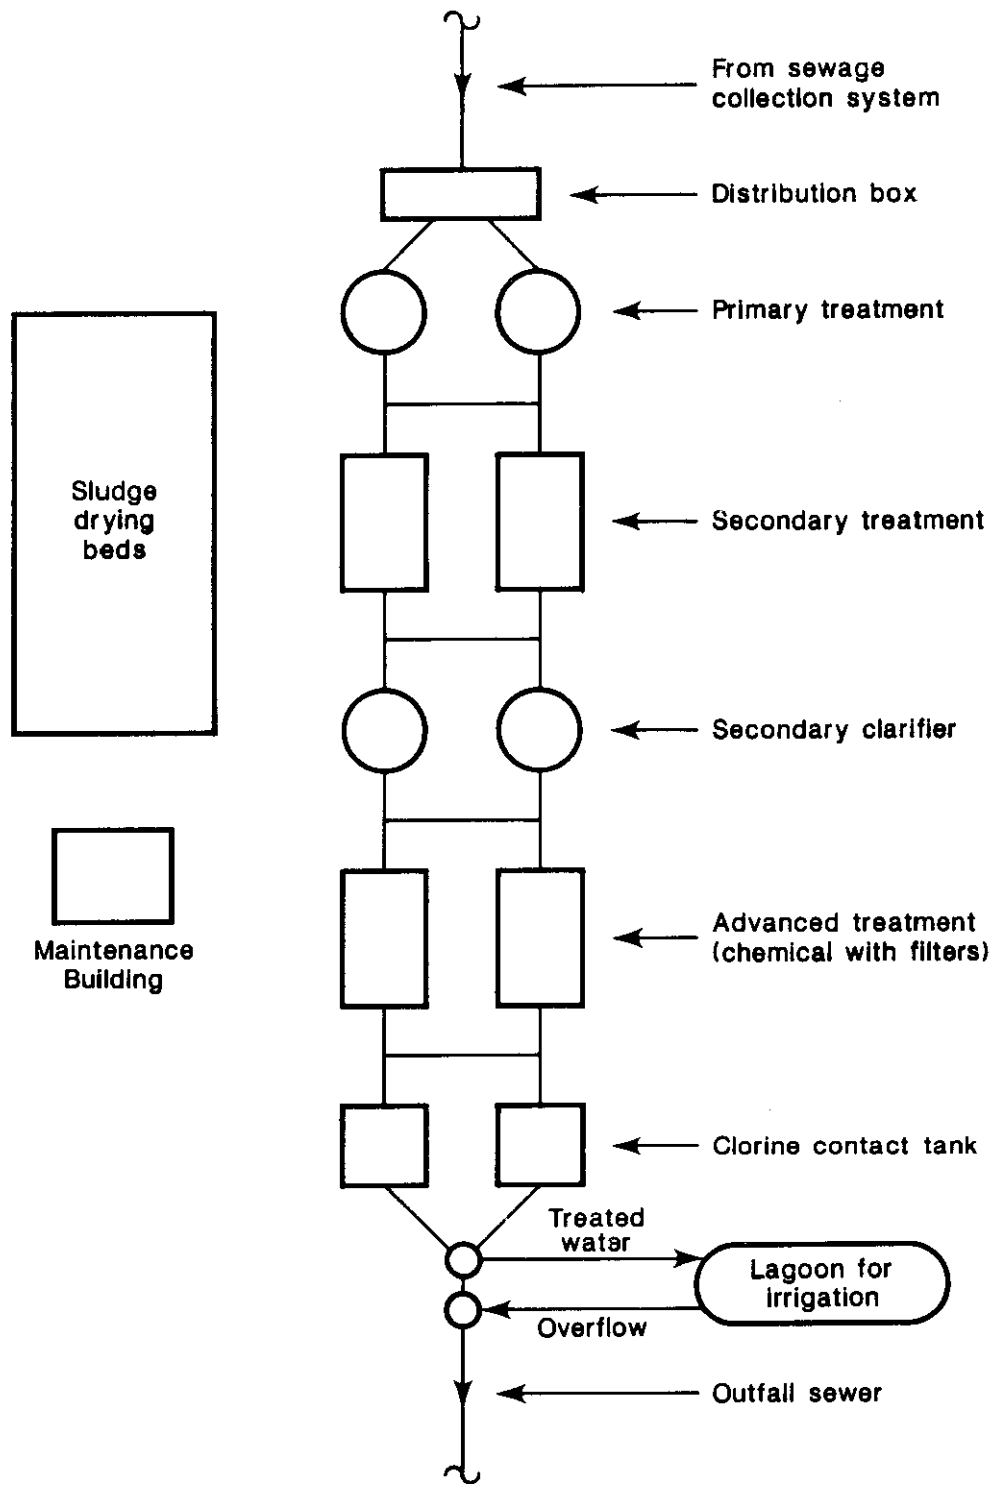 From sewage
collection system
Distribution box
Primary treatment
Sludge
drying
beds
Secondary treatment
Secondary clarifier
Maintenance
Building
Advanced treatment
(chemical with filters)
Clorine contact tank
Treated
water
Lagoon for
irrigation
Overflow
Outfall sewer